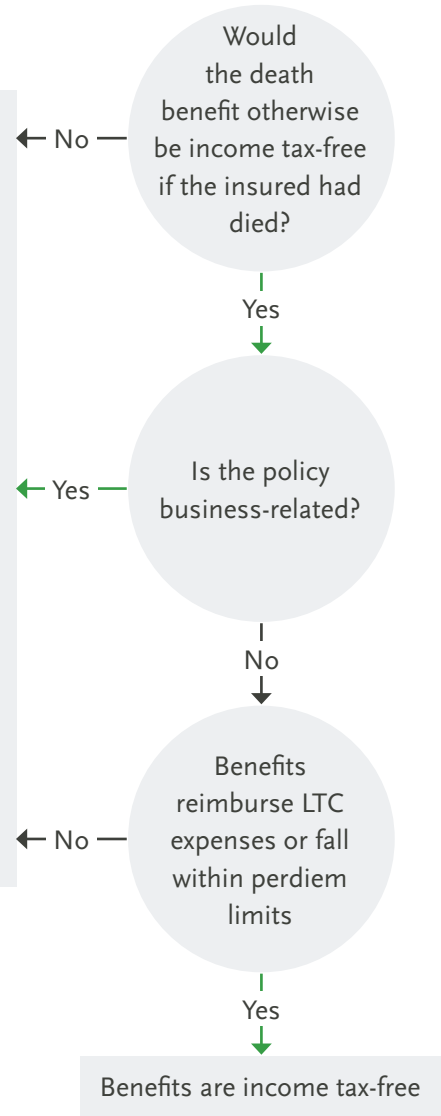 Would
the death
benefit otherwise
be income tax-free
if the insured had
died?
No
Yes
Is the policy
business-related?
Yes
No
Benefits
reimburse LTC
expenses or fall
within perdiem
limits
No
Yes
Benefits are income tax-free